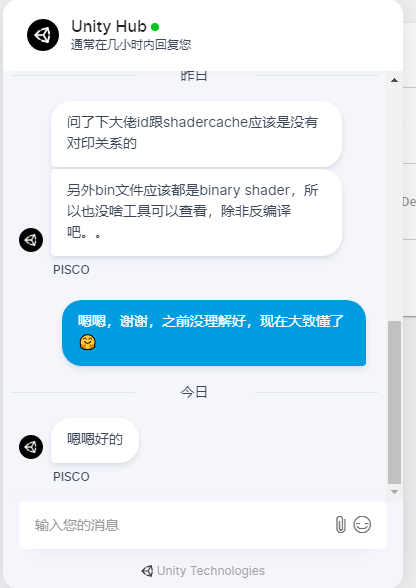 Unity Hub
通常在几小时内回复您
昨日
问了下大佬id跟shadercache应该是没有
对印关系的
另外bin文件应该都是binary shader，所
以也没啥工具可以查看，除非反编译
吧。。
PISCO
嗯嗯，谢谢，之前没理解好，现在大致懂了
🤗
今日
嗯嗯好的
PISCO
输入您的消息
Unity Technologies
De